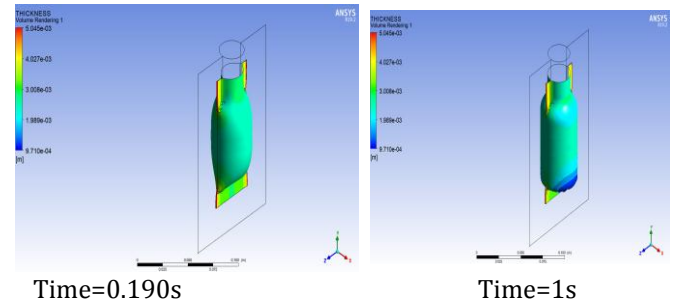 THICKNESS
Volume Rendering 1
5.045e-03
4.027e-03
3.008e-03
1.989e-03
9.710e-04
[m]
ANSYS
THICKNESS
Volume Rendering 1
5.045e-03
4.027e-03
3.008e-03
1.989e-03
9.710e-04
[m]
ANSYS
Time=0.190s
Time=1s